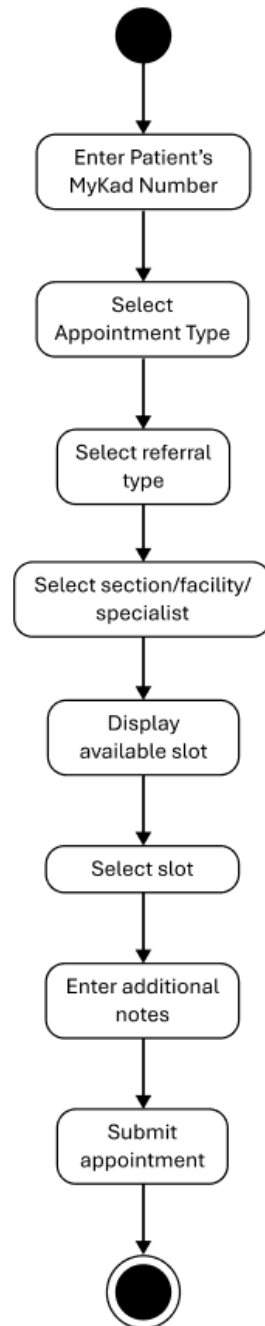 Enter Patient’s
MyKad Number
Select
Appointment Type
Select referral
type
Select section/facility/
specialist
Display
available slot
Select slot
Enter additional
notes
Submit
appointment